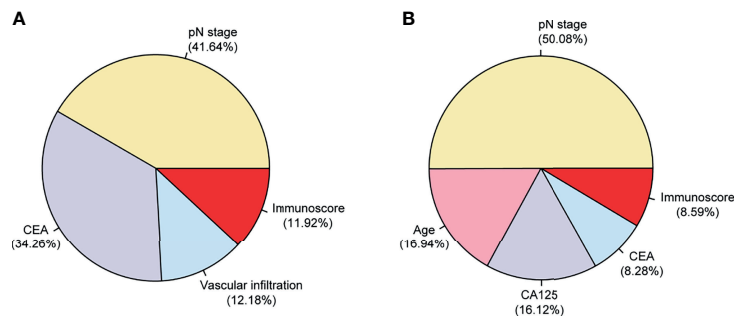 A
pN stage
(41.64%)
CEA
(34.26%)
Immunoscore
(11.92%)
Vascular infiltration
(12.18%)
B
pN stage
(50.08%)
Immunoscore
(8.59%)
Age
(16.94%)
CEA
(8.28%)
CA125
(16.12%)